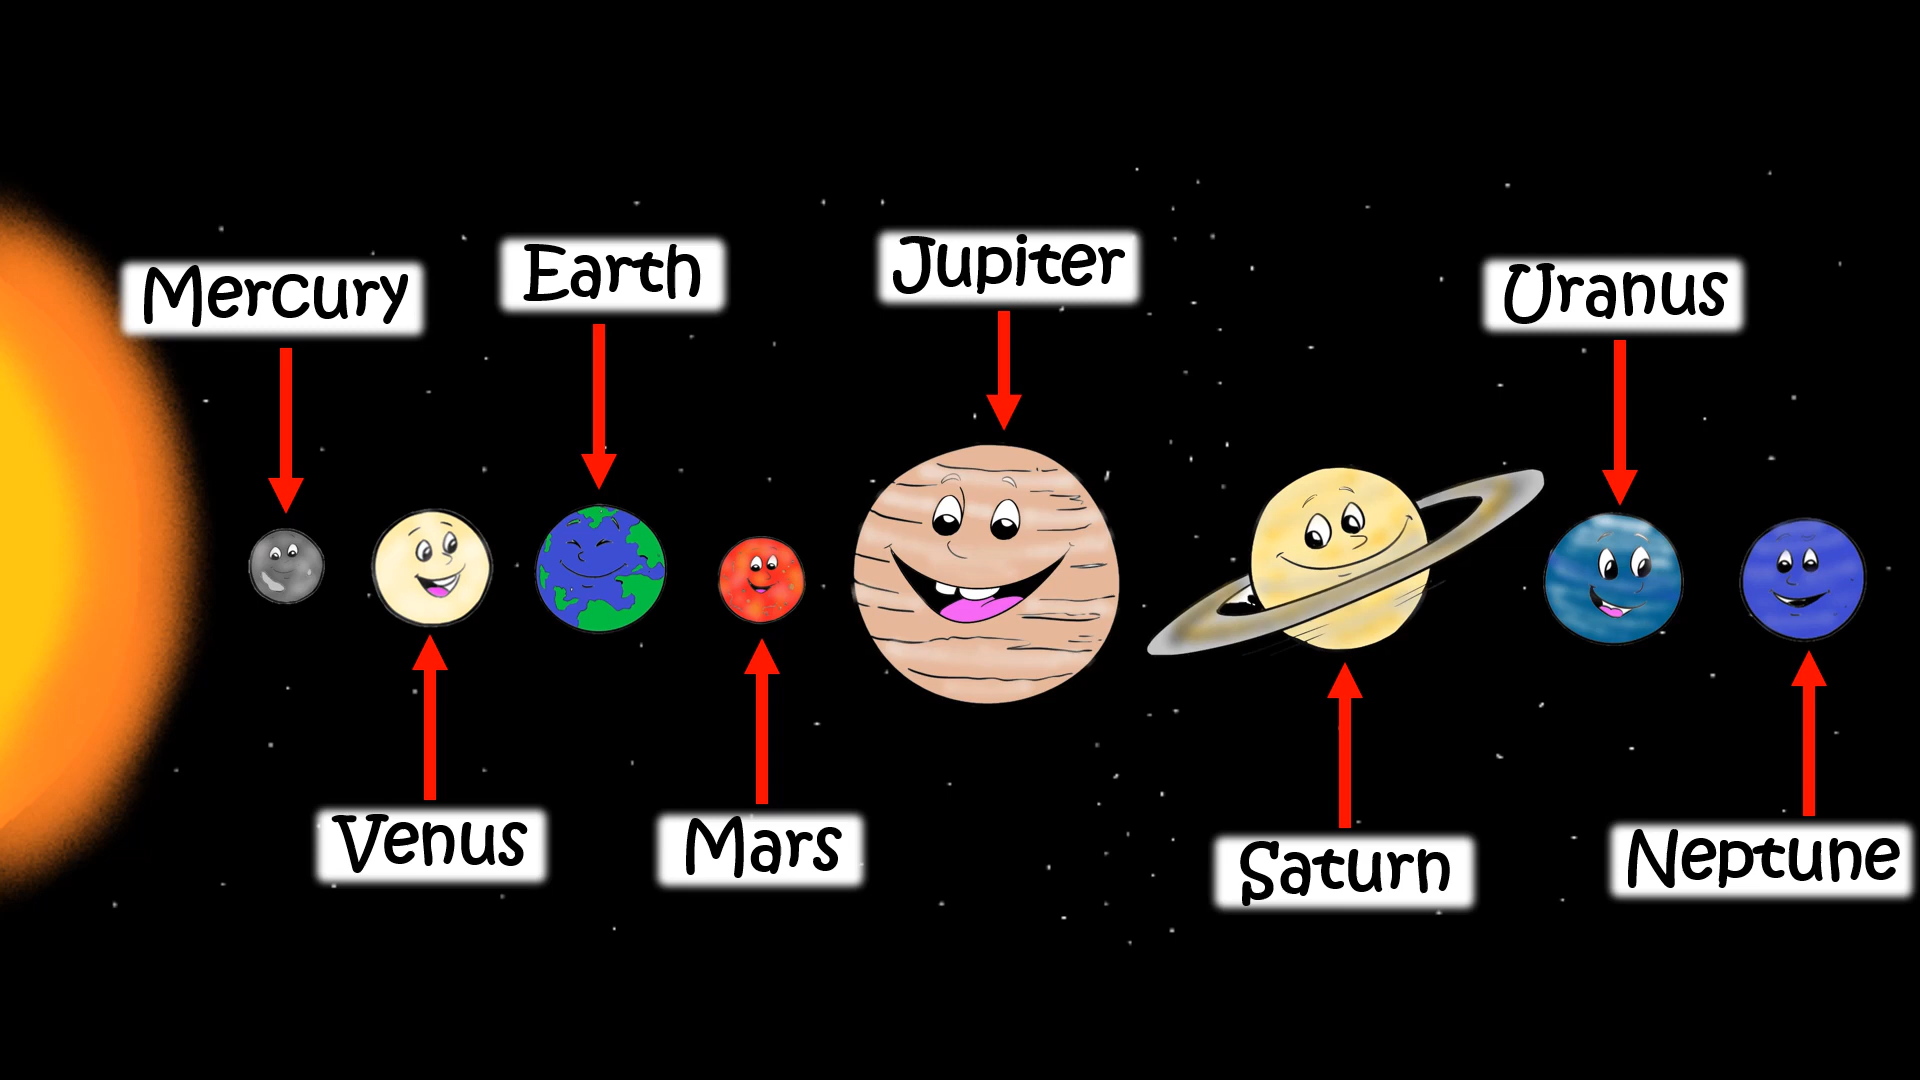 Mercury
Venus
Earth
Mars
Jupiter
Saturn
Uranus
Neptune